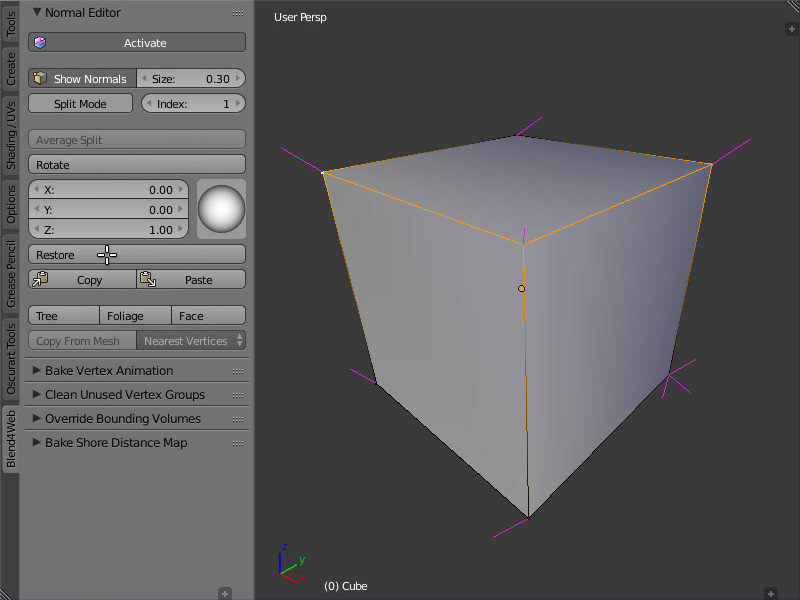 Tools
Create
Shading / UVs
Options
Grease Pencil
Oscurart Tools
Blend4Web
Normal Editor
Activate
Show Normals Size: 0.30
Split Mode Index: 1
Average Split
Rotate
X: 0.00
Y: 0.00
Z: 1.00
Restore
Copy Paste
Tree Foliage Face
Copy From Mesh Nearest Vertices
Bake Vertex Animation
Clean Unused Vertex Groups
Override Bounding Volumes
Bake Shore Distance Map
User Persp
z
y
x
(0) Cube